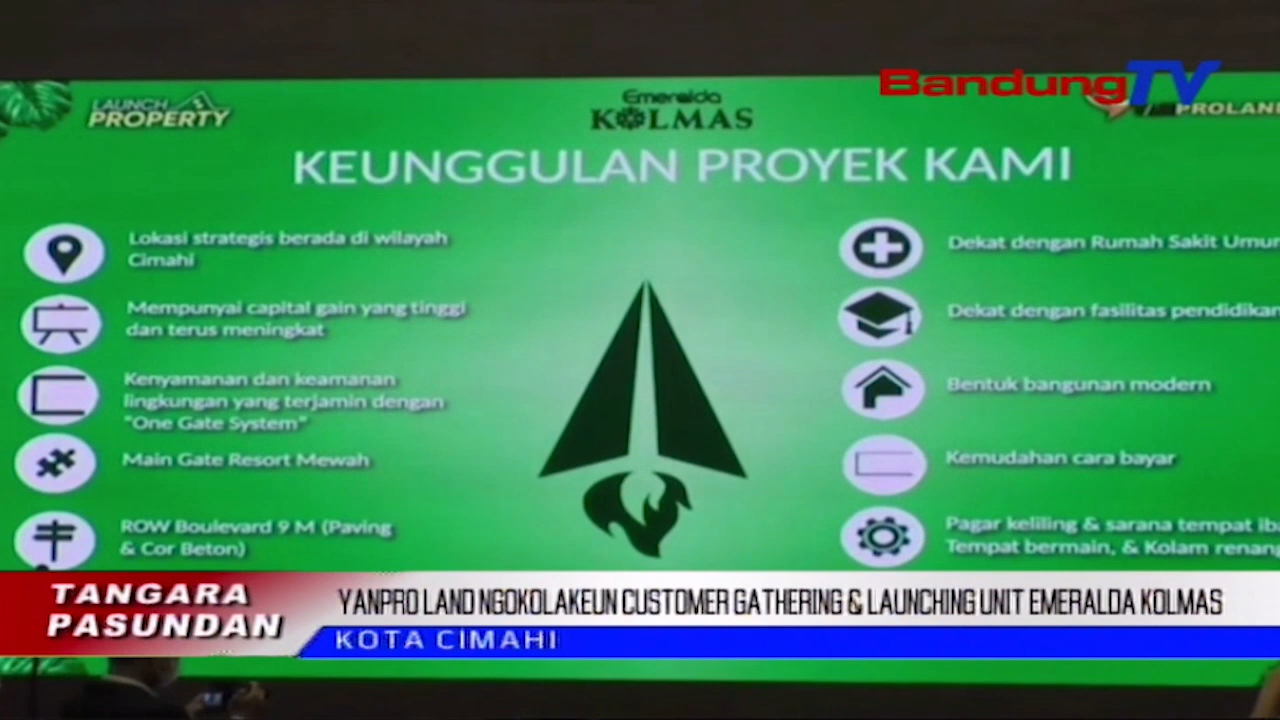 BandungTV
LAUNCH
PROPERTY
Emeralda
KOLMAS
KEUNGGULAN PROYEK KAMI
Lokasi strategis berada di wilayah
Cimahi
Mempunyai capital gain yang tinggi
dan terus meningkat
Kenyamanan dan keamanan
lingkungan yang terjamin dengan
"One Gate System"
Main Gate Resort Mewah
ROW Boulevard 9 M (Paving
& Cor Beton)
Dekat dengan Rumah Sakit Umum
Dekat dengan fasilitas pendidikan
Bentuk bangunan modern
Kemudahan cara bayar
Pagar keliling & sarana tempat
Tempat bermain, & Kolam renang
TANGARA
PASUNDAN
YANPRO LAND NGOKOLAKEUN CUSTOMER GATHERING & LAUNCHING UNIT EMERALDA KOLMAS
KOTA CIMAHI